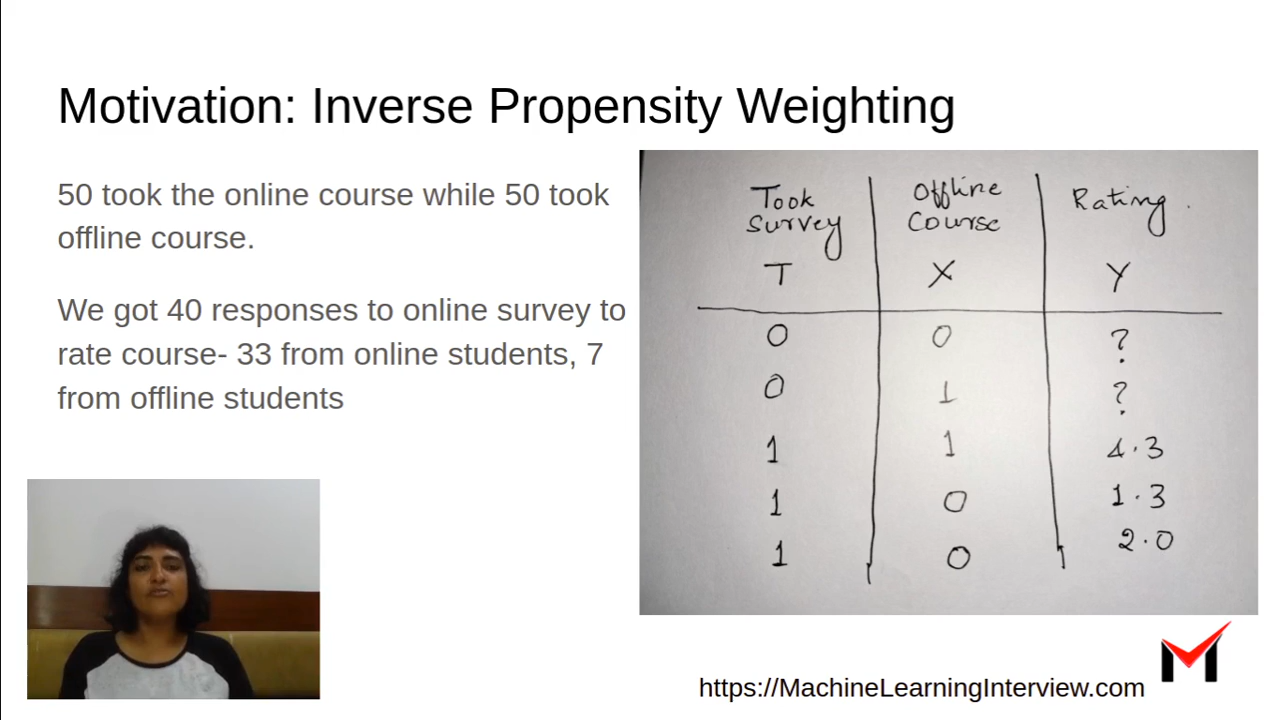 Motivation: Inverse Propensity Weighting
50 took the online course while 50 took
offline course.
We got 40 responses to online survey to
rate course- 33 from online students, 7
from offline students
Took Survey Offline Course Rating
T X Y
0 0 ?
0 1 ?
1 1 4.3
1 0 1.3
1 0 2.0
https://MachineLearningInterview.com